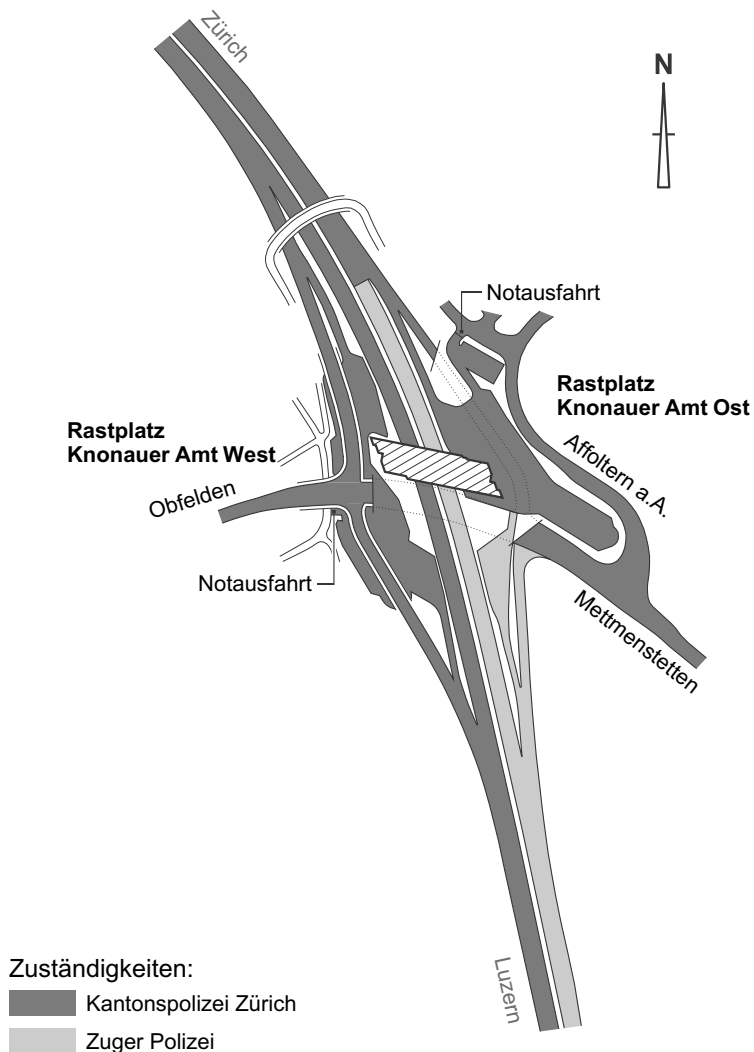 Zürich
N
Notausfahrt
Rastplatz
Knonauer Amt Ost
Rastplatz
Knonauer Amt West
Affoltern a.A.
Obfelden
Notausfahrt
Mettmenstetten
Luzern
Zuständigkeiten:
Kantonspolizei Zürich
Zuger Polizei